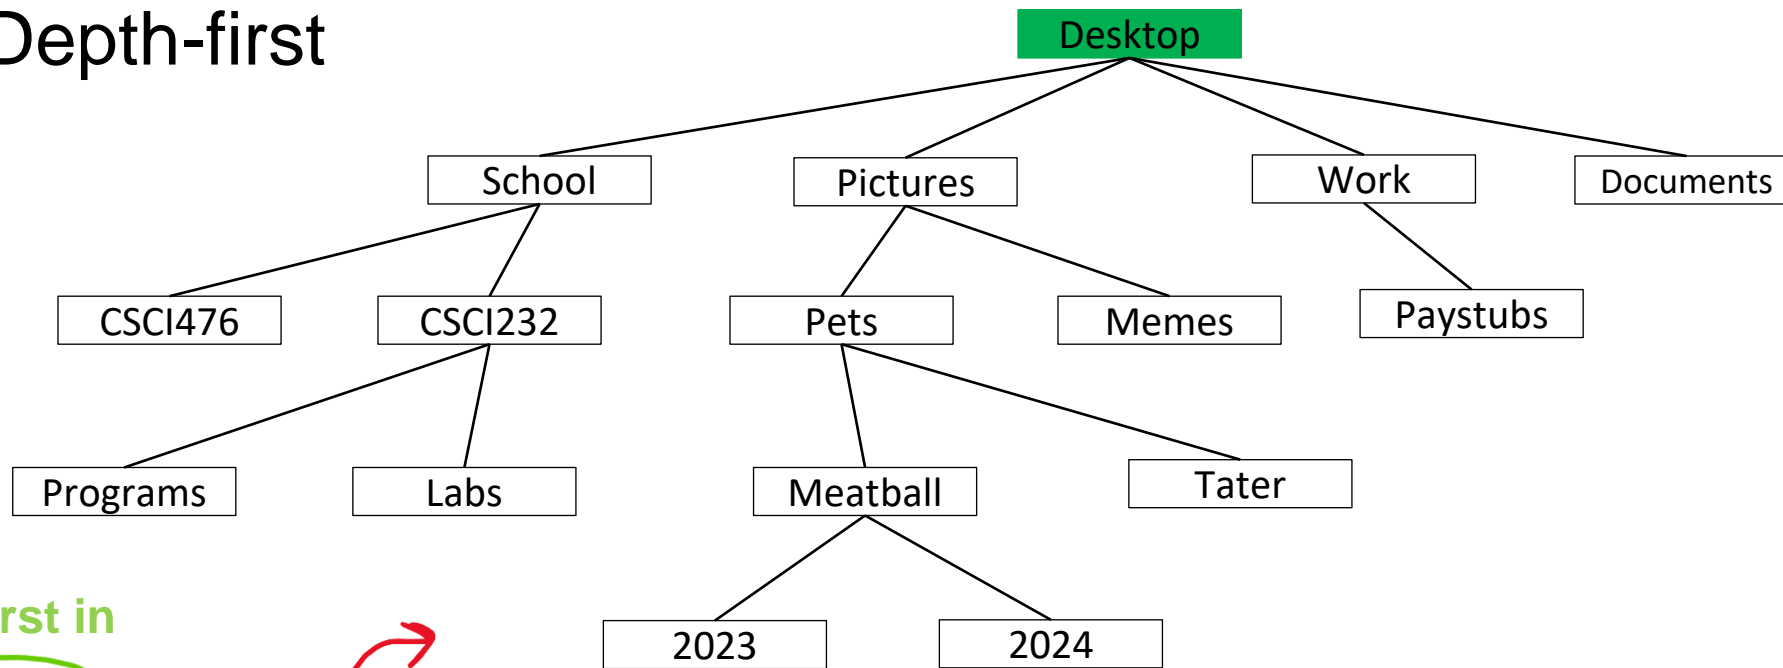 Depth-first
Desktop
School
Pictures
Work
Documents
CSCI476
CSCI232
Pets
Memes
Paystubs
Programs
Labs
Meatball
Tater
rst in
2023
2024